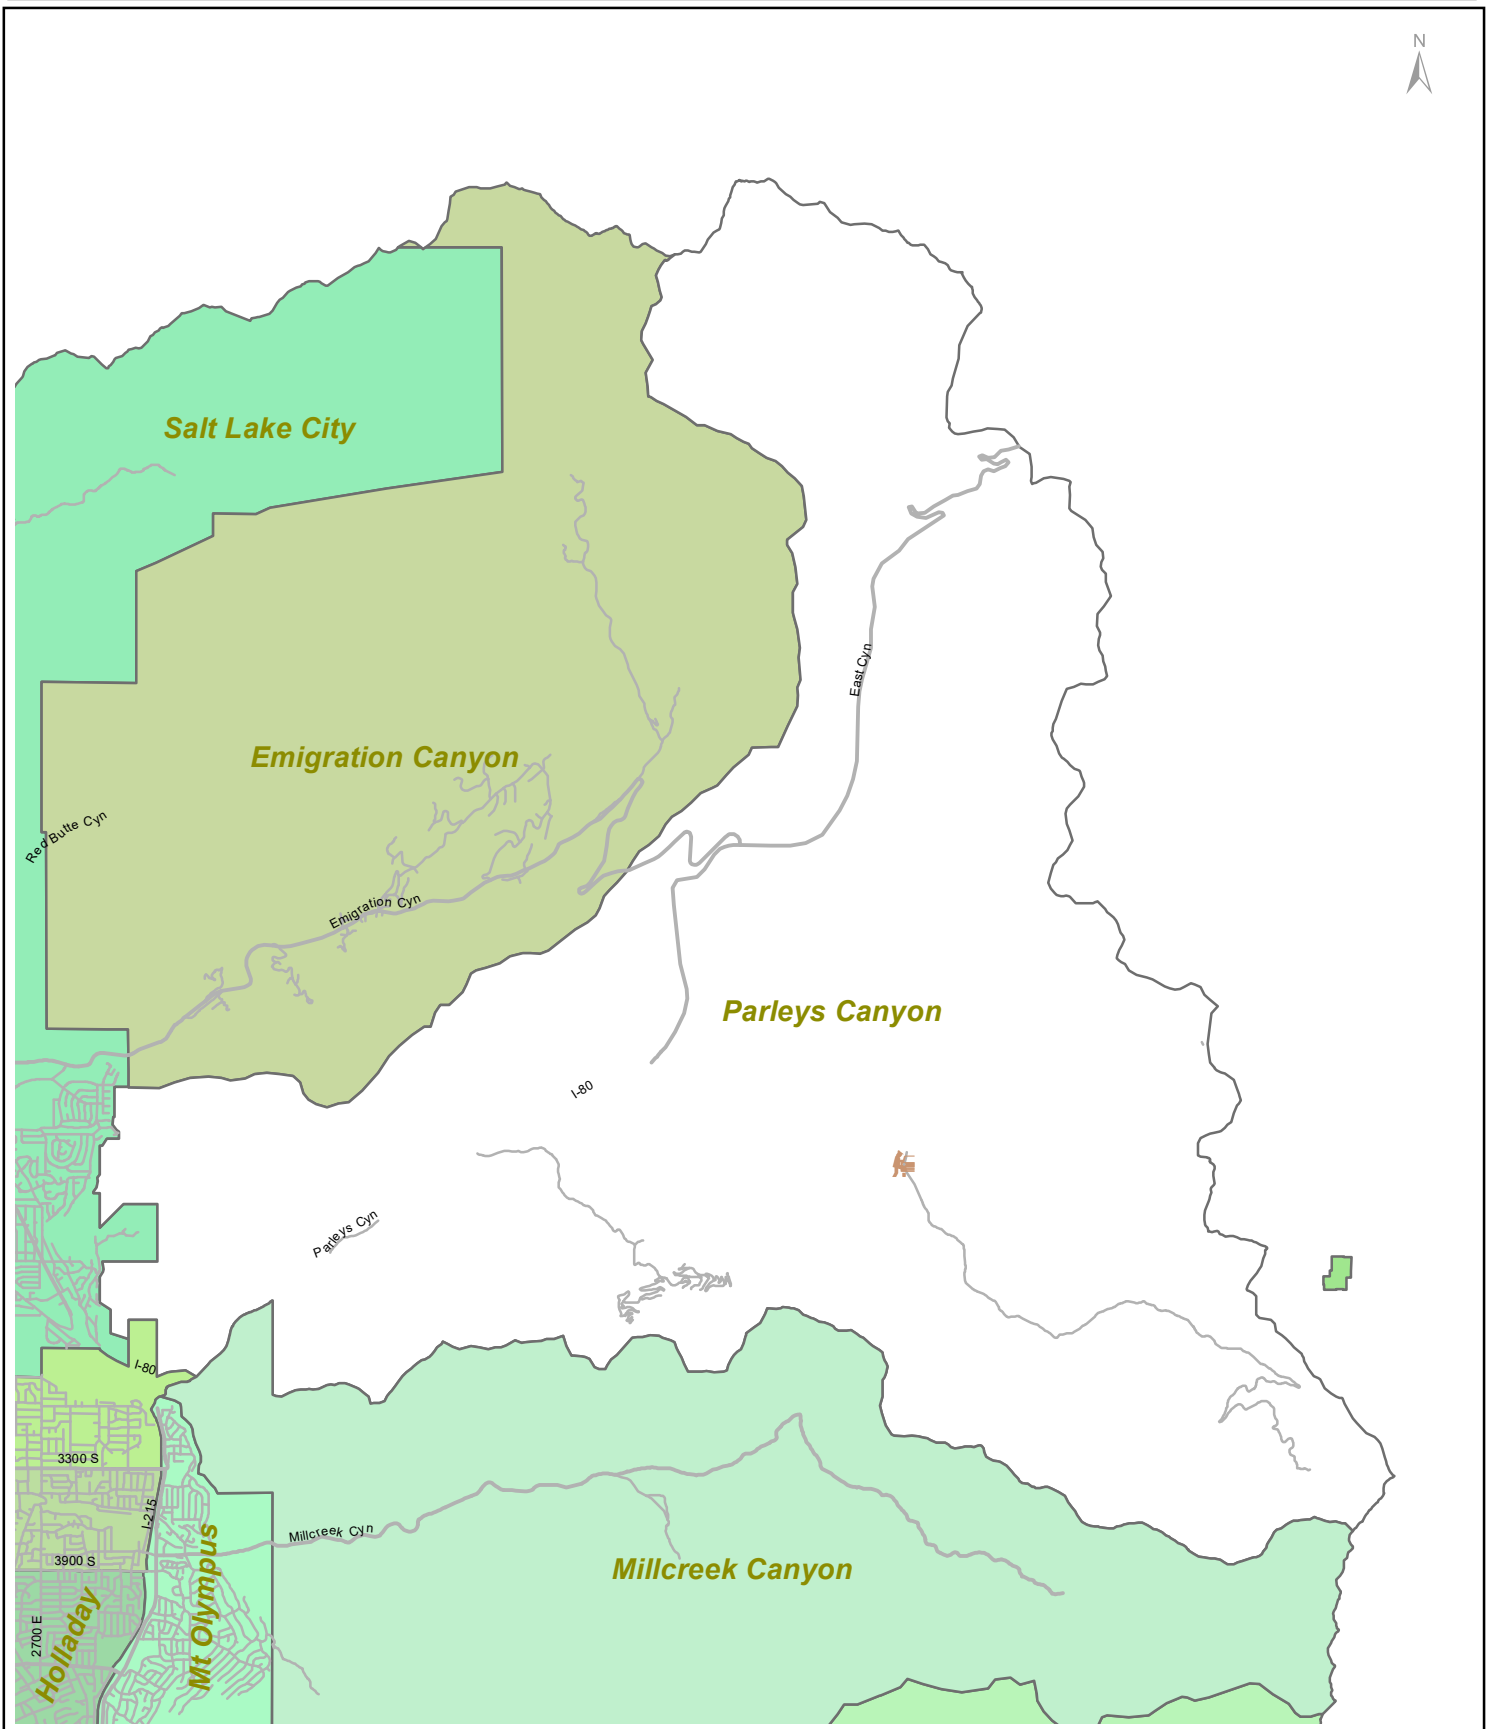 N
Salt Lake City
East Cyn
Emigration Canyon
Red Butte Cyn
Emigration Cyn
Parleys Canyon
I-80
Parleys Cyn
I-80
3300 S
I-215
Millcreek Cyn
3900 S
Millcreek Canyon
Mt Olympus
Holladay
2700 E